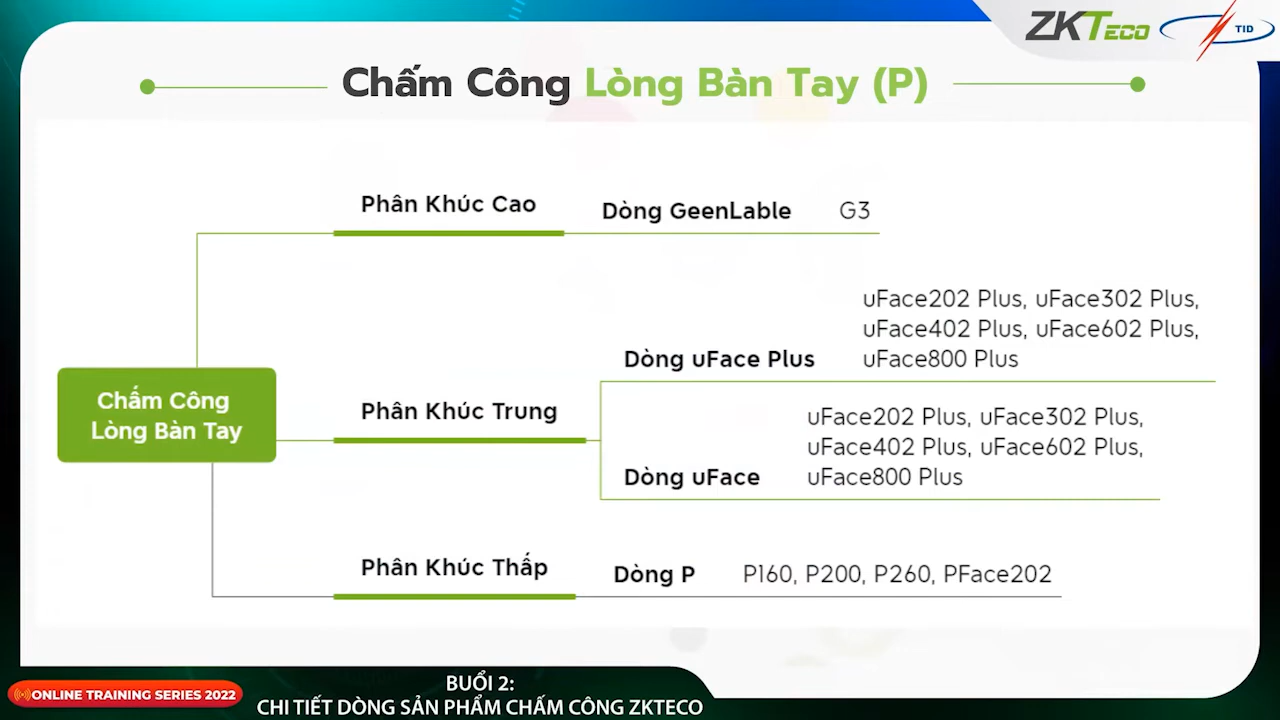 ZKTECO
TID
Chấm Công Lòng Bàn Tay (P)
Phân Khúc Cao
Dòng GeenLable
G3
uFace202 Plus, uFace302 Plus,
uFace402 Plus, uFace602 Plus,
uFace800 Plus
Dòng uFace Plus
Chấm Công
Lòng Bàn Tay
Phân Khúc Trung
uFace202 Plus, uFace302 Plus,
uFace402 Plus, uFace602 Plus,
uFace800 Plus
Dòng uFace
Phân Khúc Thấp
Dòng P
P160, P200, P260, PFace202
ONLINE TRAINING SERIES 2022
BUỔI 2:
CHI TIẾT DÒNG SẢN PHẨM CHẤM CÔNG ZKTECO